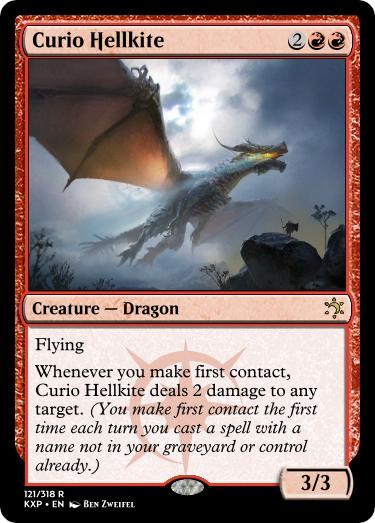 Curio Hellkite 2
Creature — Dragon
Flying
Whenever you make first contact,
Curio Hellkite deals 2 damage to any
target. (You make first contact the first
time each turn you cast a spell with a
name not in your graveyard or control
already.)
3/3
121/318 R
KXP • EN Ben Zweifel